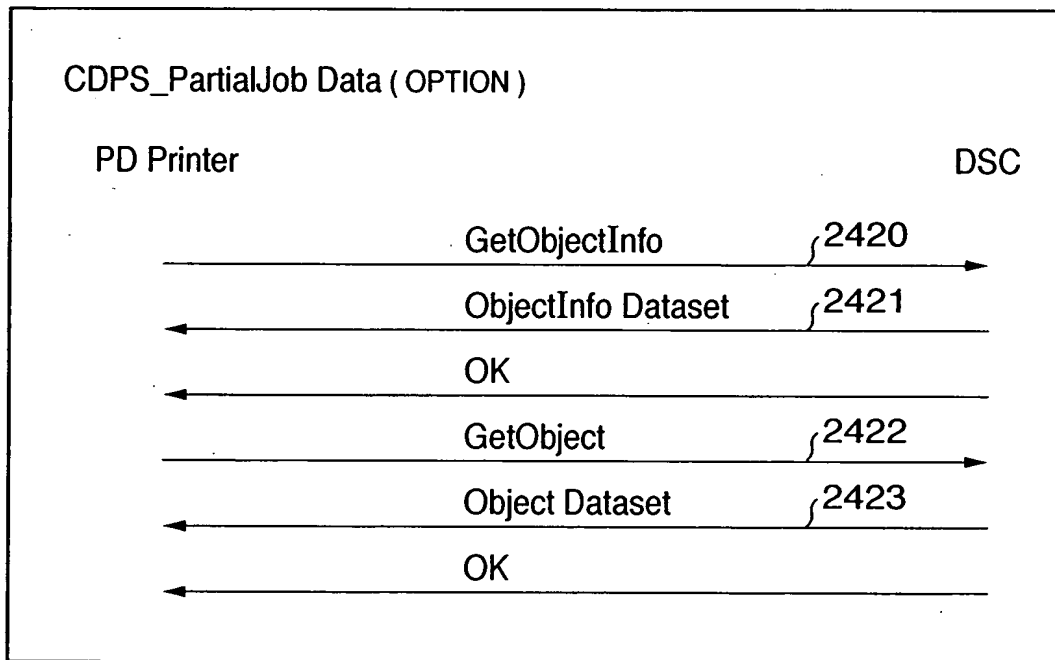 CDPS_PartialJob Data ( OPTION )
PD Printer DSC
GetObjectInfo 2420
ObjectInfo Dataset 2421
OK
GetObject 2422
Object Dataset 2423
OK